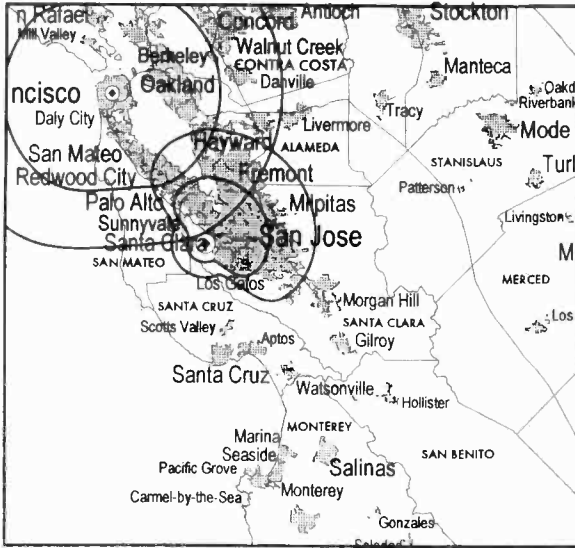 n Rafael
Concord
Antioch
Stockton
Mill Valley
Berkeley
Walnut Creek
CONTRA COSTA
Oakland
Danville
Manteca
Oakd
Riverbank
ncisco
Daly City
Tracy
Livermore
Mode
Hayward
ALAMEDA
San Mateo
STANISLAUS
Redwood City
Fremont
Turl
Patterson
Palo Alto
Milpitas
Sunnyvale
Livingston
Santa Clara
San Jose
SAN MATEO
M
Los Gatos
MERCED
SANTA CRUZ
Morgan Hill
Los
Scotts Valley
SANTA CLARA
Aptos
Gilroy
Santa Cruz
Watsonville
Hollister
MONTEREY
Marina
Seaside
SAN BENITO
Pacific Grove
Salinas
Carmel-by-the-Sea
Monterey
Gonzales
Soledad